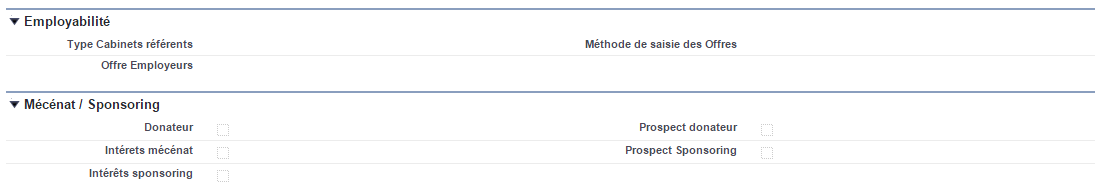 Employabilité
Type Cabinets référents Méthode de saisie des Offres
Offre Employeurs
Mécénat / Sponsoring
Donateur Prospect donateur
Intérets mécénat Prospect Sponsoring
Intérêts sponsoring